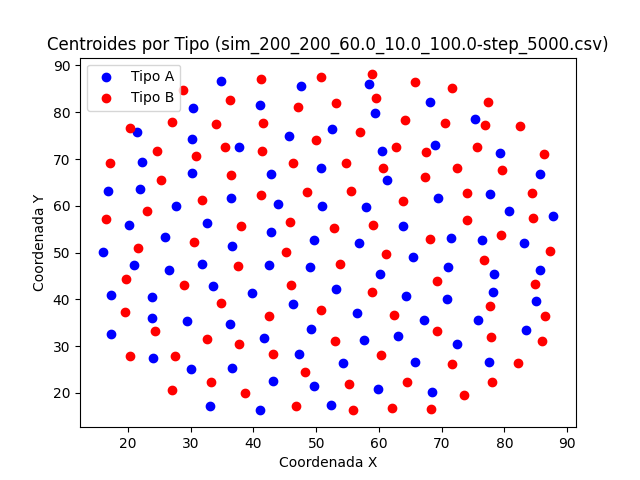 Centroides por Tipo (sim_200_200_60.0_10.0_100.0-step_5000.csv)
Tipo A
Tipo B
90
80
70
60
50
40
30
20
Coordenada Y
20 30 40 50 60 70 80 90
Coordenada X